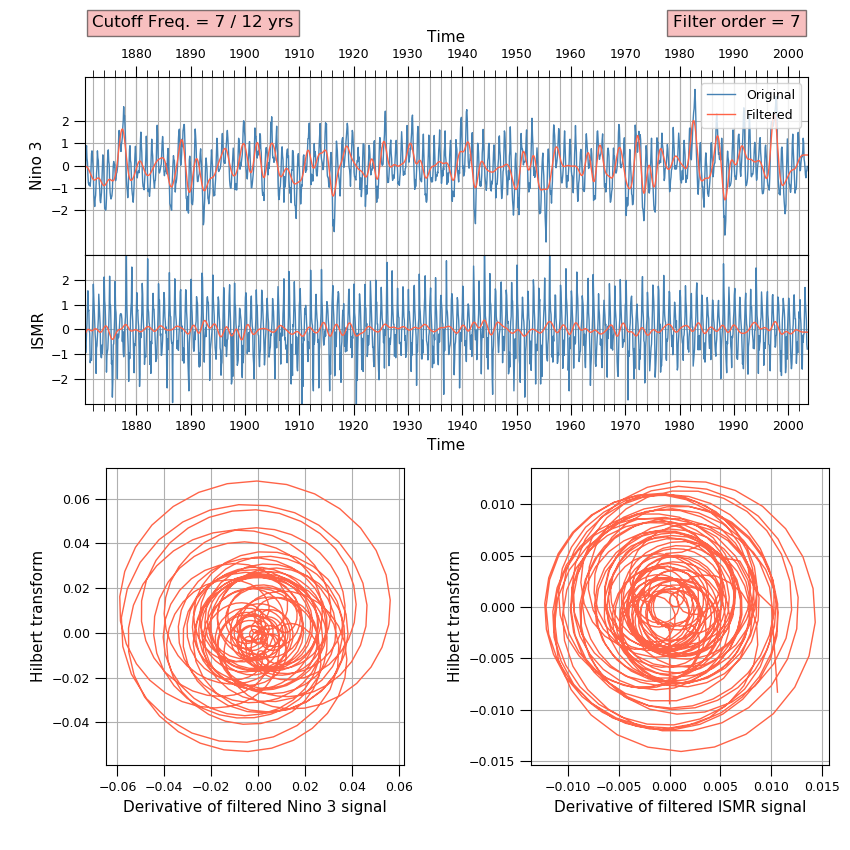 Cutoff Freq. = 7 / 12 yrs
Filter order = 7
Time
1880 1890 1900 1910 1920 1930 1940 1950 1960 1970 1980 1990 2000
Original
Filtered
Nino 3
2
1
0
−1
−2
ISMR
2
1
0
−1
−2
1880 1890 1900 1910 1920 1930 1940 1950 1960 1970 1980 1990 2000
Time
Hilbert transform
0.06
0.04
0.02
0.00
−0.02
−0.04
−0.06 −0.04 −0.02 0.00 0.02 0.04 0.06
Derivative of filtered Nino 3 signal
Hilbert transform
0.010
0.005
0.000
−0.005
−0.010
−0.015
−0.010 −0.005 0.000 0.005 0.010 0.015
Derivative of filtered ISMR signal